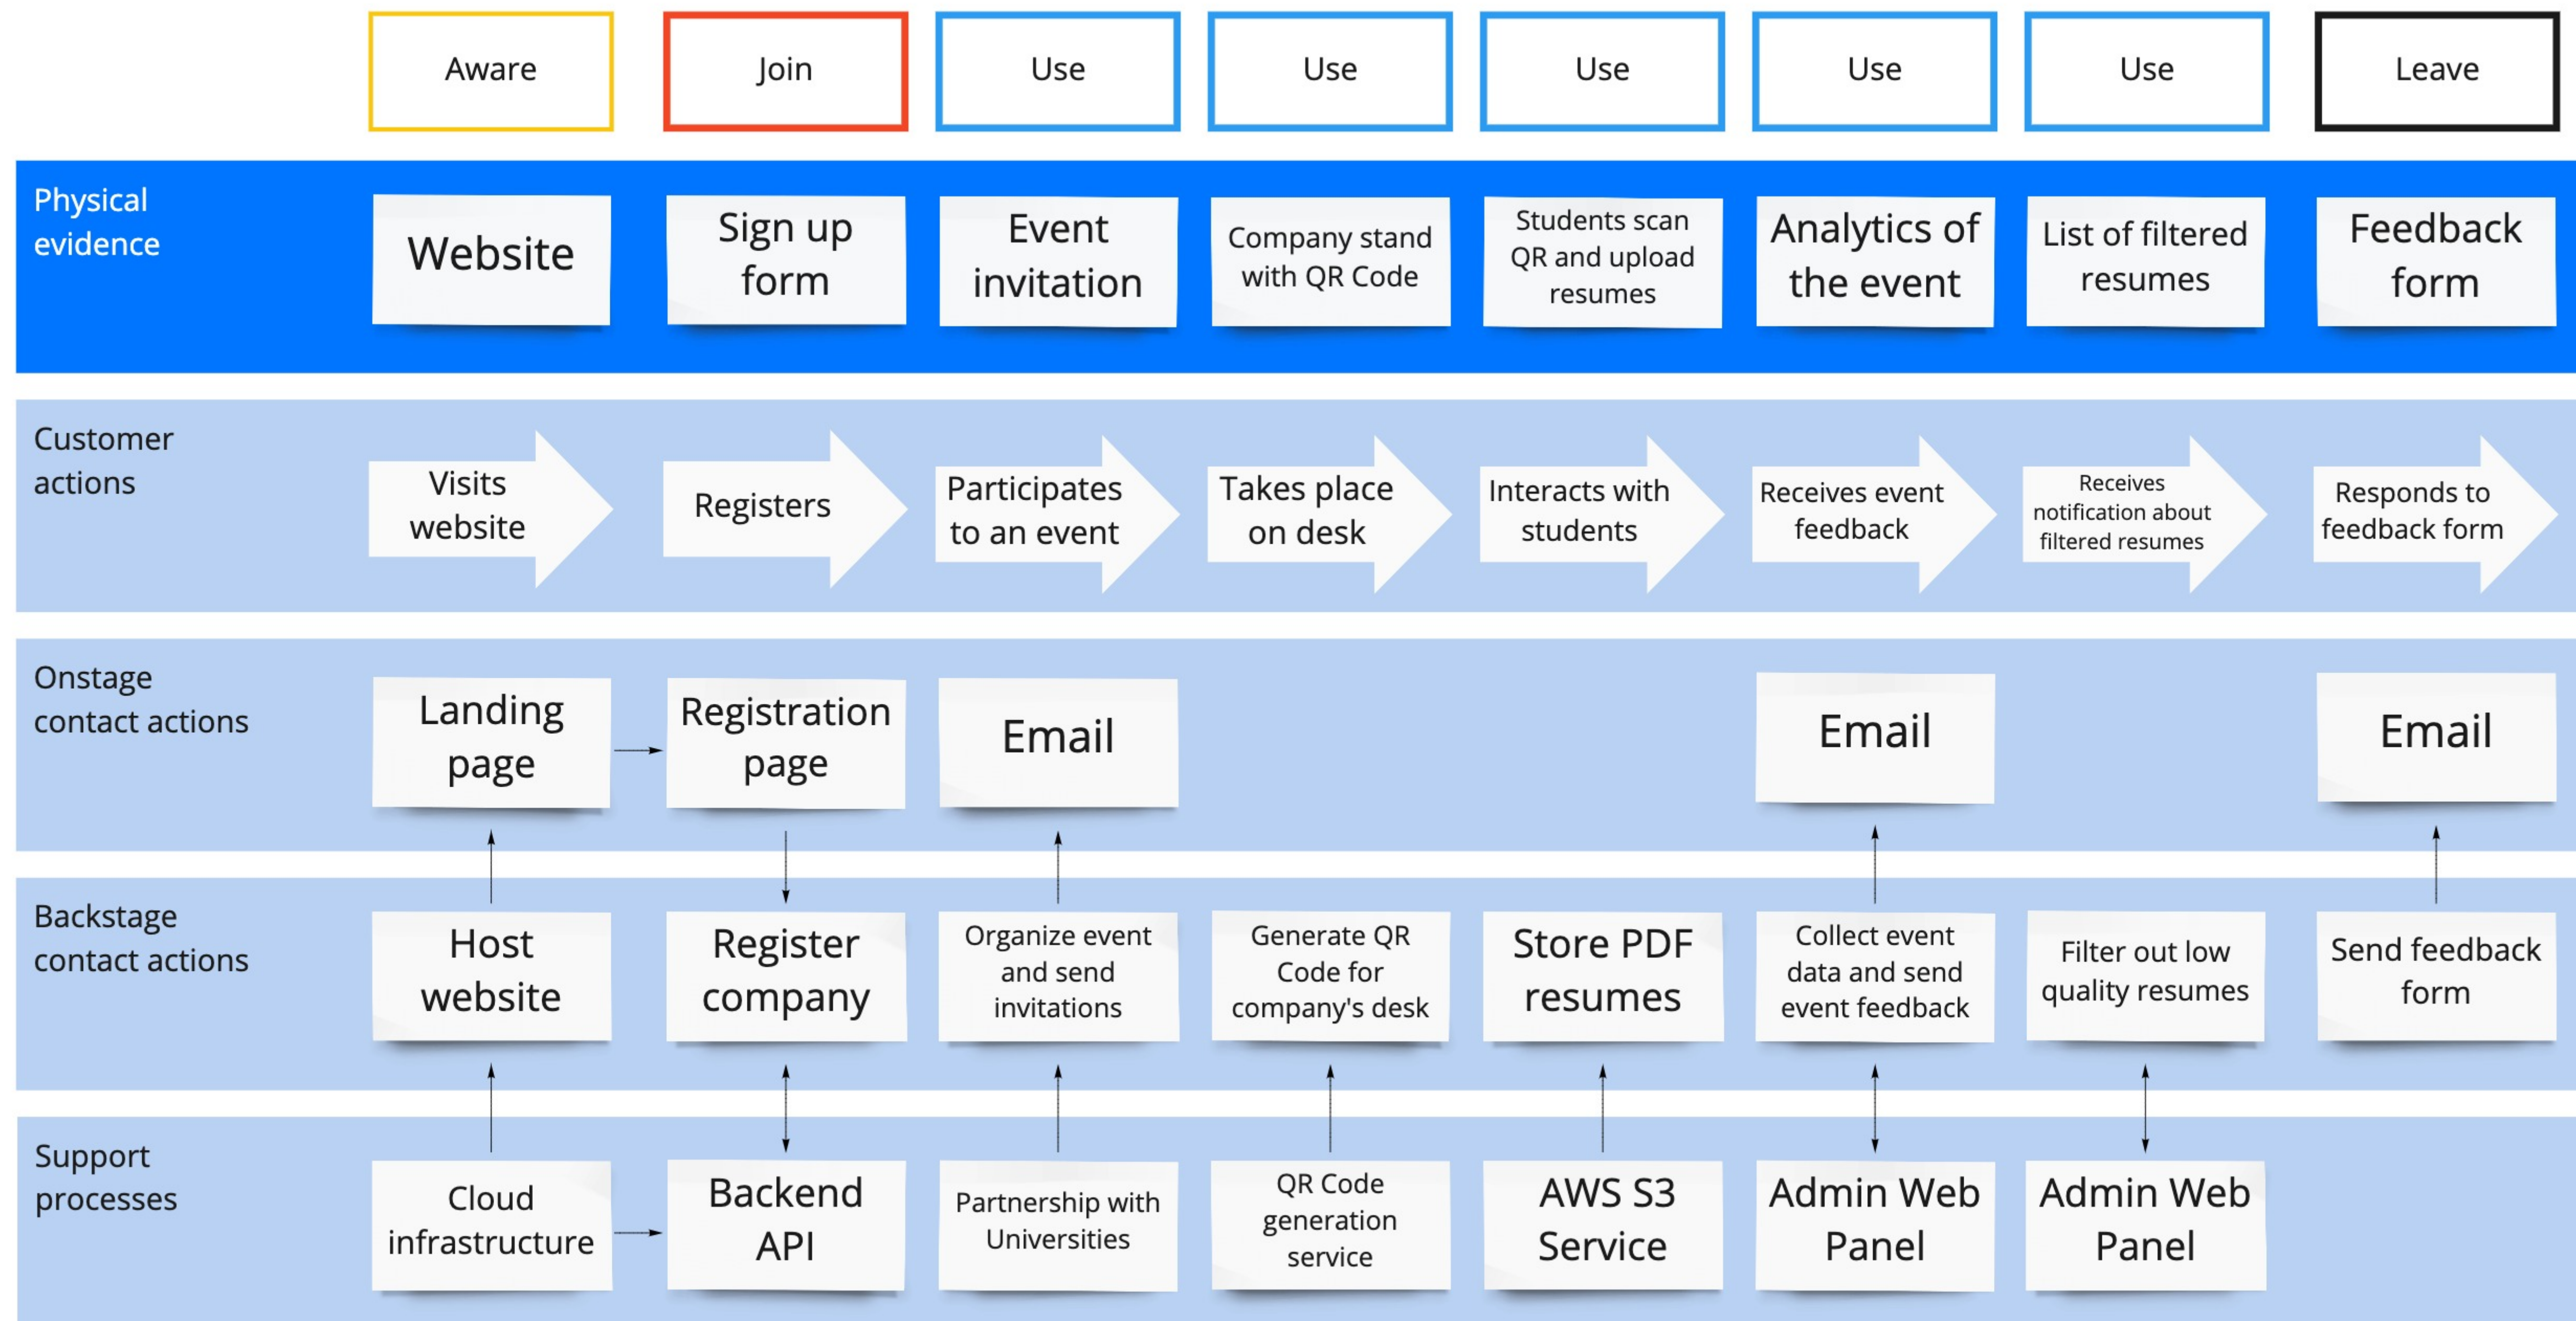 Aware
Join
Use
Use
Use
Use
Use
Leave
Physical
evidence
Website
Sign up
form
Event
invitation
Company stand
with QR Code
Students scan
QR and upload
resumes
Analytics of
the event
List of filtered
resumes
Feedback
form
Customer
actions
Visits
website
Registers
Participates
to an event
Takes place
on desk
Interacts with
students
Receives event
feedback
Receives
notification about
filtered resumes
Responds to
feedback form
Onstage
contact actions
Landing
page
Registration
page
Email
Email
Email
Backstage
contact actions
Host
website
Register
company
Organize event
and send
invitations
Generate QR
Code for
company's desk
Store PDF
resumes
Collect event
data and send
event feedback
Filter out low
quality resumes
Send feedback
form
Support
processes
Cloud
infrastructure
Backend
API
Partnership with
Universities
QR Code
generation
service
AWS S3
Service
Admin Web
Panel
Admin Web
Panel